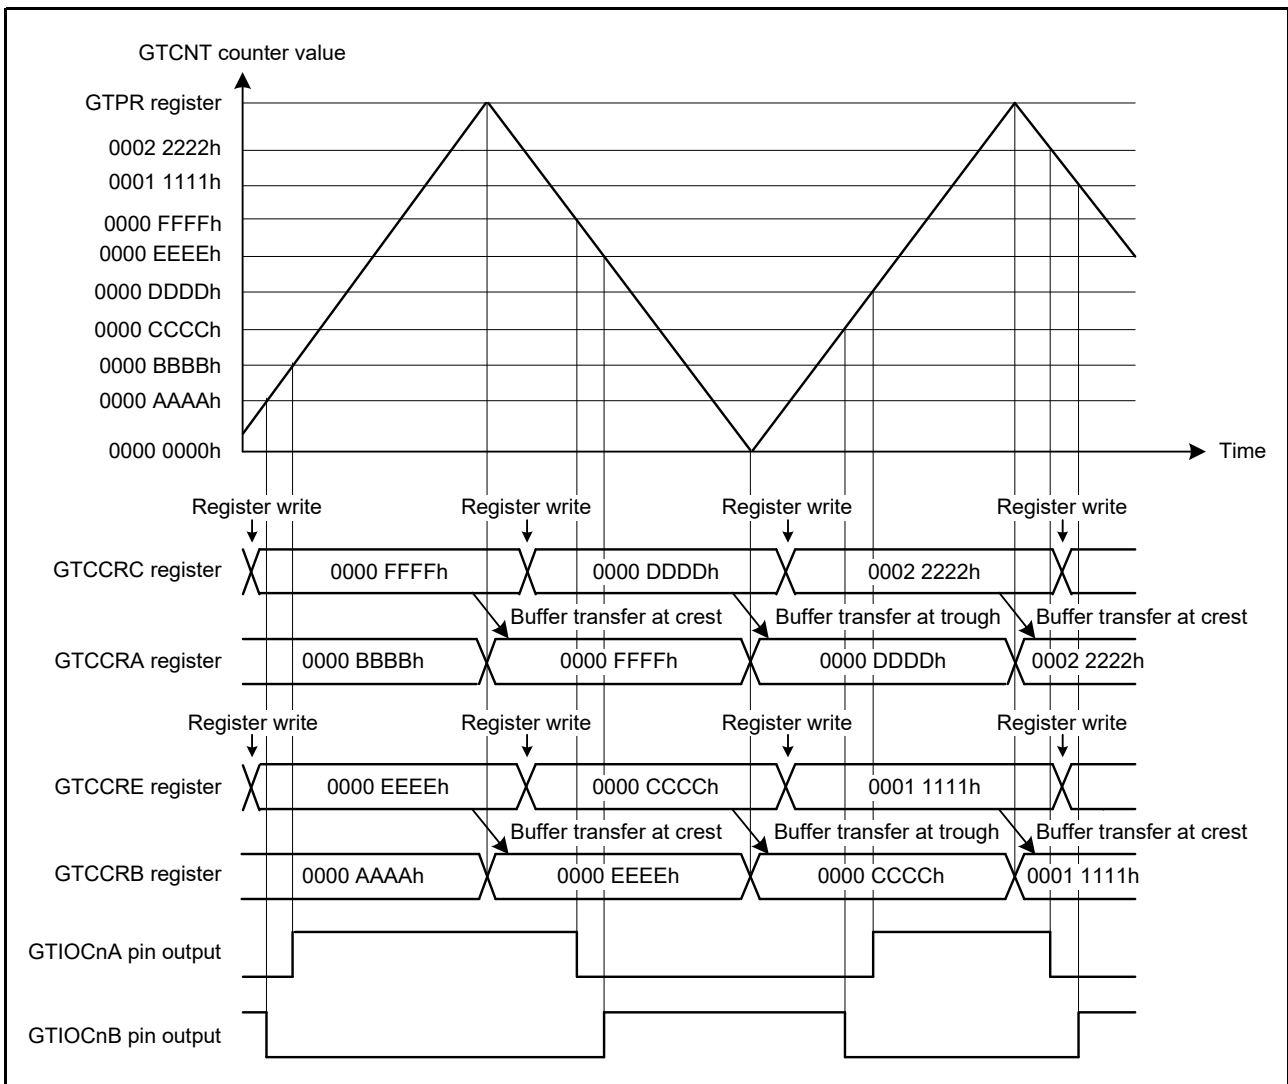 GTCNT counter value
GTPR register
0002 2222h
0001 1111h
0000 FFFFh
0000 EEEEh
0000 DDDDh
0000 CCCCh
0000 BBBBh
0000 AAAAh
0000 0000h
Time
Register write Register write Register write Register write
GTCCRC register 0000 FFFFh 0000 DDDDh 0002 2222h
Buffer transfer at crest Buffer transfer at trough Buffer transfer at crest
GTCCRA register 0000 BBBBh 0000 FFFFh 0000 DDDDh 0002 2222h
Register write Register write Register write Register write
GTCCRE register 0000 EEEEh 0000 CCCCh 0001 1111h
Buffer transfer at crest Buffer transfer at trough Buffer transfer at crest
GTCCRB register 0000 AAAAh 0000 EEEEh 0000 CCCCh 0001 1111h
GTIOCnA pin output
GTIOCnB pin output